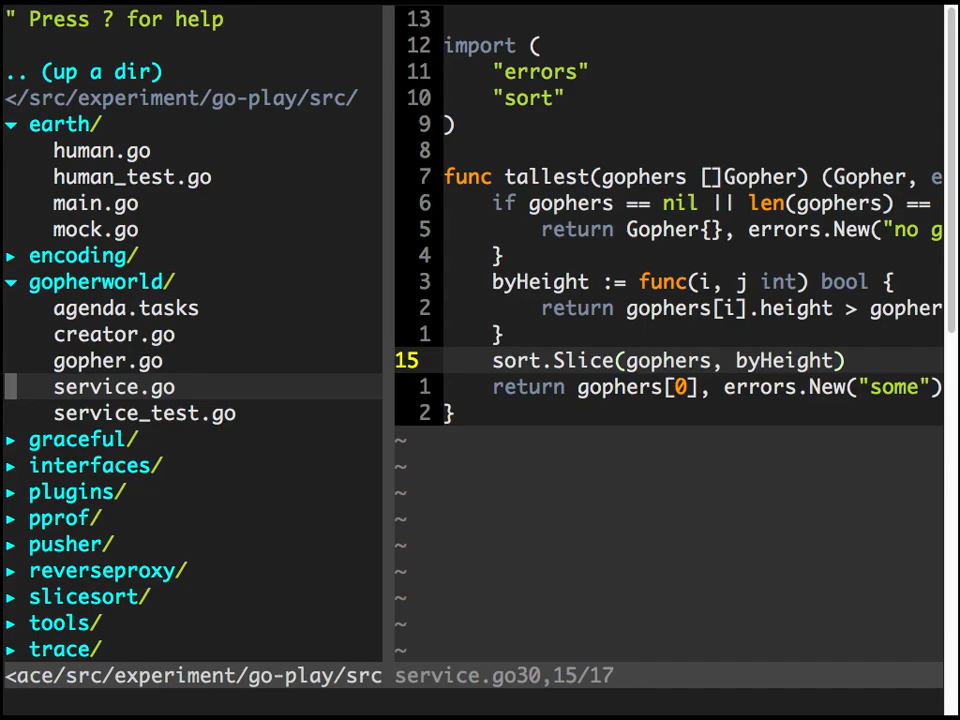 " Press ? for help
.. (up a dir)
</src/experiment/go-play/src/
▾ earth/
human.go
human_test.go
main.go
mock.go
▸ encoding/
▾ gopherworld/
agenda.tasks
creator.go
gopher.go
service.go
service_test.go
▸ graceful/
▸ interfaces/
▸ plugins/
▸ pprof/
▸ pusher/
▸ reverseproxy/
▸ slicesort/
▸ tools/
▸ trace/
<ace/src/experiment/go-play/src
13
12 import (
11 "errors"
10 "sort"
9 )
8
7 func tallest(gophers []Gopher) (Gopher, e
6 if gophers == nil || len(gophers) ==
5 return Gopher{}, errors.New("no g
4 }
3 byHeight := func(i, j int) bool {
2 return gophers[i].height > gopher
1 }
15 sort.Slice(gophers, byHeight)
1 return gophers[0], errors.New("some")
2 }
~
~
~
~
~
~
~
~
~
service.go30,15/17